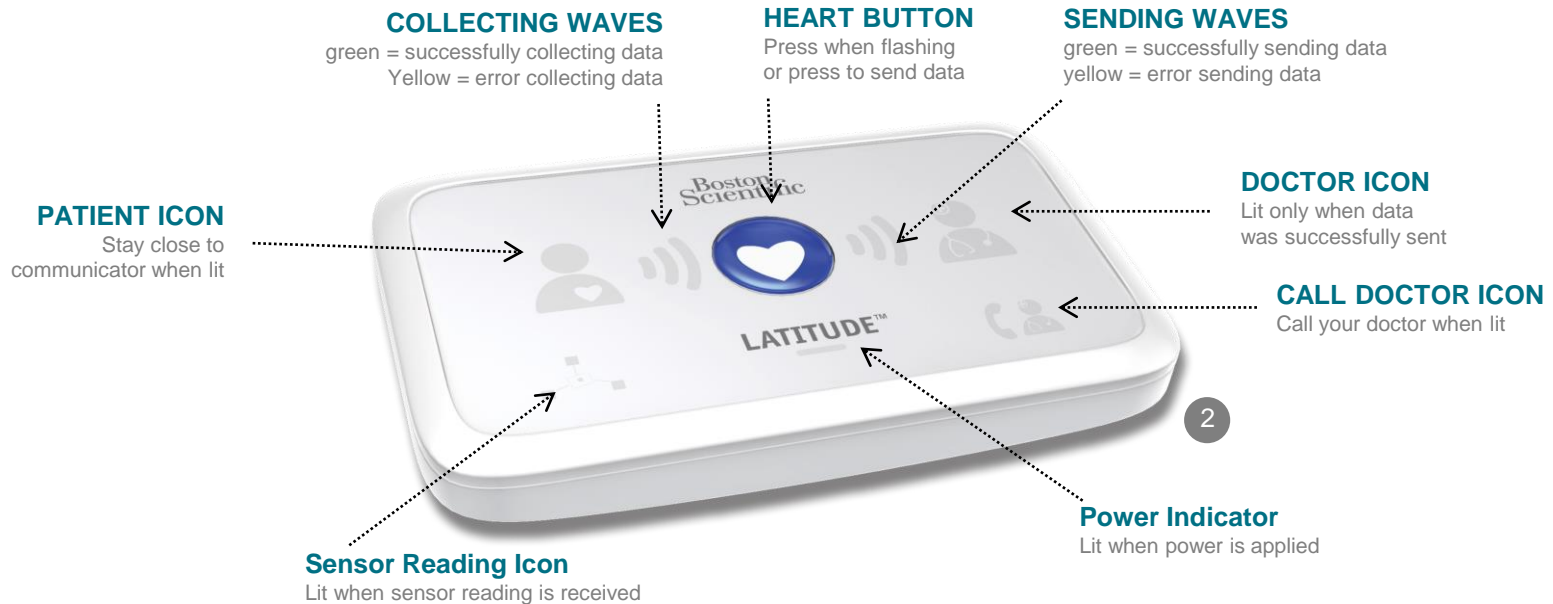 COLLECTING WAVES
green = successfully collecting data
Yellow = error collecting data
HEART BUTTON
Press when flashing
or press to send data
SENDING WAVES
green = successfully sending data
yellow = error sending data
PATIENT ICON
Stay close to
communicator when lit
Boston
Scientific
DOCTOR ICON
Lit only when data
was successfully sent
CALL DOCTOR ICON
Call your doctor when lit
LATITUDE™
2
Power Indicator
Lit when power is applied
Sensor Reading Icon
Lit when sensor reading is received